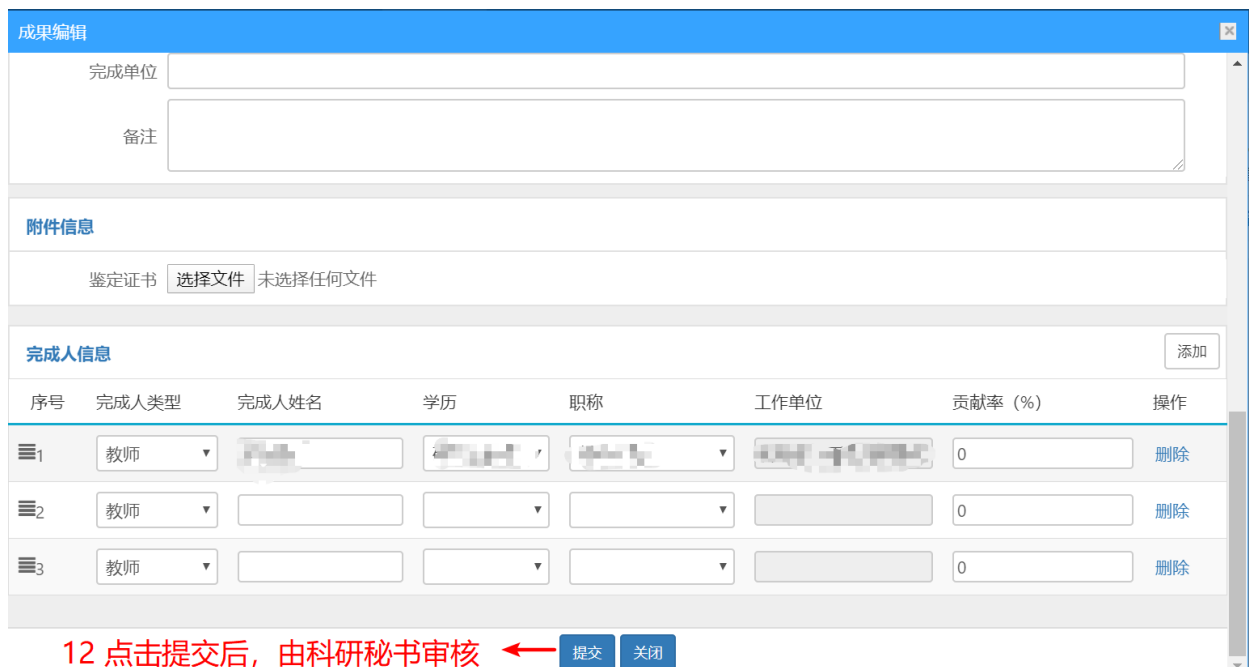 成果编辑
完成单位
备注
附件信息
鉴定证书 选择文件 未选择任何文件
完成人信息 添加
序号 完成人类型 完成人姓名 学历 职称 工作单位 贡献率（%） 操作
1 教师 0 删除
2 教师 0 删除
3 教师 0 删除
12 点击提交后，由科研秘书审核 提交 关闭